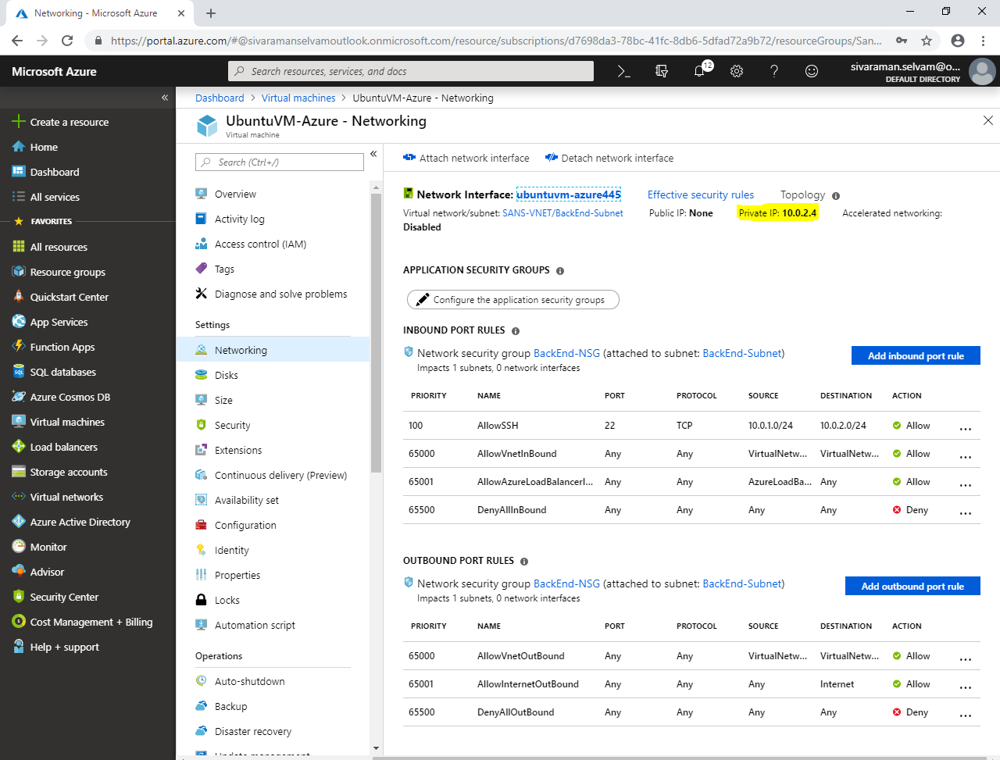 Networking - Microsoft Azure
https://portal.azure.com/#@sivaramanselvamoutlook.onmicrosoft.com/resource/subscriptions/d7698da3-78bc-41fc-8db6-5dfad72a9b72/resourceGroups/San...
Microsoft Azure
Search resources, services, and docs
12
sivaraman.selvam@o...
DEFAULT DIRECTORY
Create a resource
Home
Dashboard
All services
FAVORITES
All resources
Resource groups
Quickstart Center
App Services
Function Apps
SQL databases
Azure Cosmos DB
Virtual machines
Load balancers
Storage accounts
Virtual networks
Azure Active Directory
Monitor
Advisor
Security Center
Cost Management + Billing
Help + support
Dashboard > Virtual machines > UbuntuVM-Azure - Networking
UbuntuVM-Azure - Networking
Virtual machine
Search (Ctrl+/)
Overview
Activity log
Access control (IAM)
Tags
Diagnose and solve problems
Settings
Networking
Disks
Size
Security
Extensions
Continuous delivery (Preview)
Availability set
Configuration
Identity
Properties
Locks
Automation script
Operations
Auto-shutdown
Backup
Disaster recovery
Update management
Attach network interface Detach network interface
Network Interface: ubuntuvm-azure445 Effective security rules Topology
Virtual network/subnet: SANS-VNET/BackEnd-Subnet Public IP: None Private IP: 10.0.2.4 Accelerated networking:
Disabled
APPLICATION SECURITY GROUPS
Configure the application security groups
INBOUND PORT RULES
Network security group BackEnd-NSG (attached to subnet: BackEnd-Subnet)
Impacts 1 subnets, 0 network interfaces
Add inbound port rule
PRIORITY NAME PORT PROTOCOL SOURCE DESTINATION ACTION
100 AllowSSH 22 TCP 10.0.1.0/24 10.0.2.0/24 Allow ...
65000 AllowVnetInBound Any Any VirtualNetw... VirtualNetw... Allow ...
65001 AllowAzureLoadBalancerI... Any Any AzureLoadBa... Any Allow ...
65500 DenyAllInBound Any Any Any Any Deny ...
OUTBOUND PORT RULES
Network security group BackEnd-NSG (attached to subnet: BackEnd-Subnet)
Impacts 1 subnets, 0 network interfaces
Add outbound port rule
PRIORITY NAME PORT PROTOCOL SOURCE DESTINATION ACTION
65000 AllowVnetOutBound Any Any VirtualNetw... VirtualNetw... Allow ...
65001 AllowInternetOutBound Any Any Any Internet Allow ...
65500 DenyAllOutBound Any Any Any Any Deny ...